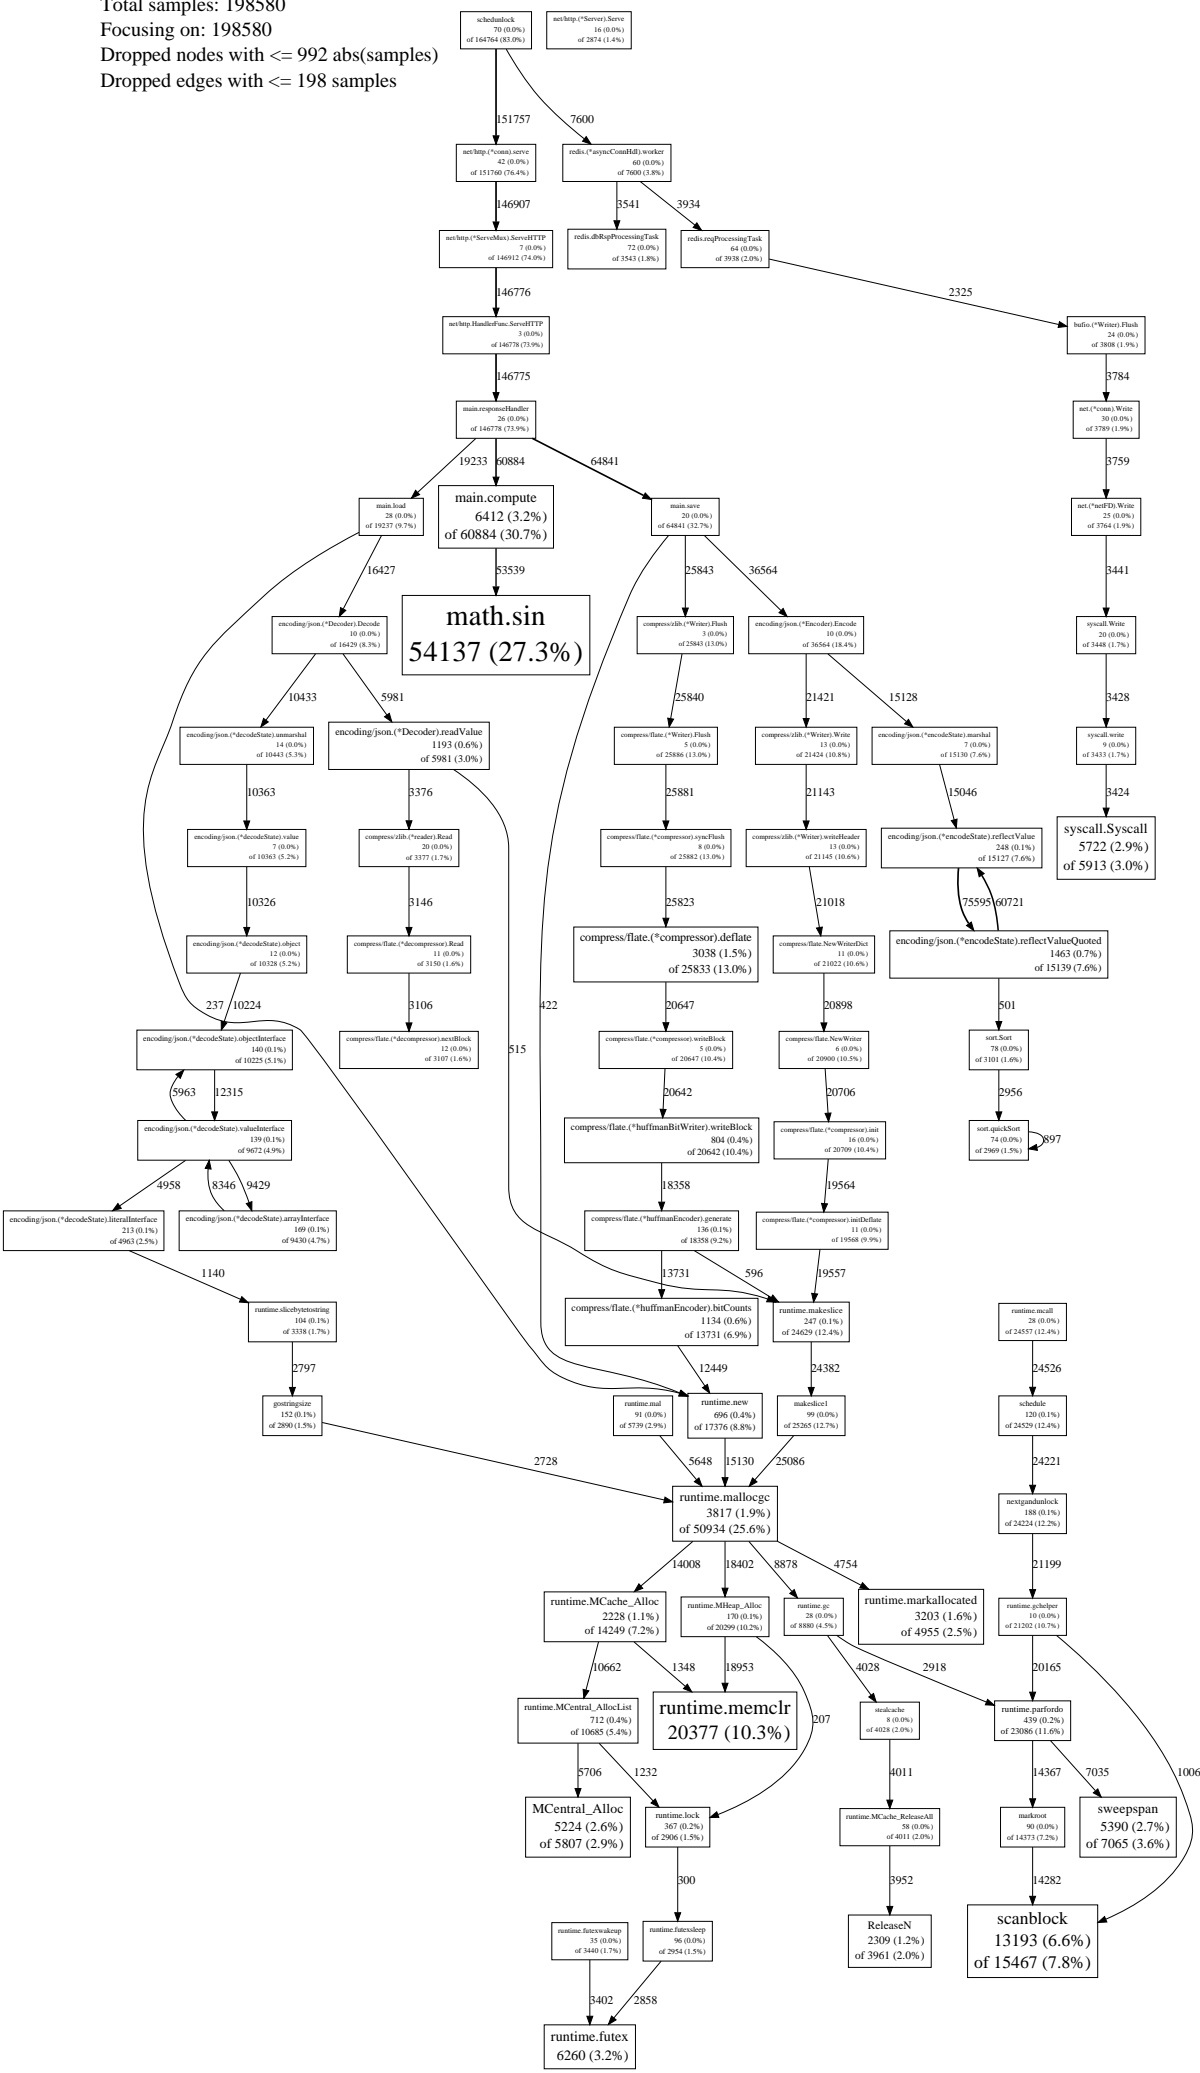 Total samples: 198580
Focusing on: 198580
Dropped nodes with <= 992 abs(samples)
Dropped edges with <= 198 samples
schedunlock
70 (0.0%)
of 164764 (83.0%)
net/http.(*Server).Serve
16 (0.0%)
of 2874 (1.4%)
151757
7600
net/http.(*conn).serve
42 (0.0%)
of 151760 (76.4%)
redis.(*asyncConnHdl).worker
60 (0.0%)
of 7600 (3.8%)
146907
3541
3934
net/http.(*ServeMux).ServeHTTP
7 (0.0%)
of 146912 (74.0%)
redis.dbRspProcessingTask
72 (0.0%)
of 3543 (1.8%)
redis.reqProcessingTask
64 (0.0%)
of 3938 (2.0%)
146776
2325
net/http.HandlerFunc.ServeHTTP
3 (0.0%)
of 146778 (73.9%)
bufio.(*Writer).Flush
24 (0.0%)
of 3808 (1.9%)
146775
3784
main.responseHandler
26 (0.0%)
of 146778 (73.9%)
net.(*conn).Write
30 (0.0%)
of 3789 (1.9%)
19233
60884
64841
3759
main.load
28 (0.0%)
of 19237 (9.7%)
main.compute
6412 (3.2%)
of 60884 (30.7%)
main.save
20 (0.0%)
of 64841 (32.7%)
net.(*netFD).Write
25 (0.0%)
of 3764 (1.9%)
16427
53539
25843
36564
3441
encoding/json.(*Decoder).Decode
10 (0.0%)
of 16429 (8.3%)
math.sin
54137 (27.3%)
compress/zlib.(*Writer).Flush
3 (0.0%)
of 25843 (13.0%)
encoding/json.(*Encoder).Encode
10 (0.0%)
of 36564 (18.4%)
syscall.Write
20 (0.0%)
of 3448 (1.7%)
10433
5981
25840
21421
15128
3428
encoding/json.(*decodeState).unmarshal
14 (0.0%)
of 10443 (5.3%)
encoding/json.(*Decoder).readValue
1193 (0.6%)
of 5981 (3.0%)
compress/flate.(*Writer).Flush
5 (0.0%)
of 25886 (13.0%)
compress/zlib.(*Writer).Write
13 (0.0%)
of 21424 (10.8%)
encoding/json.(*encodeState).marshal
7 (0.0%)
of 15130 (7.6%)
syscall.write
9 (0.0%)
of 3433 (1.7%)
10363
3376
25881
21143
15046
3424
encoding/json.(*decodeState).value
7 (0.0%)
of 10363 (5.2%)
compress/zlib.(*reader).Read
20 (0.0%)
of 3377 (1.7%)
compress/flate.(*compressor).syncFlush
8 (0.0%)
of 25882 (13.0%)
compress/zlib.(*Writer).writeHeader
13 (0.0%)
of 21145 (10.6%)
encoding/json.(*encodeState).reflectValue
248 (0.1%)
of 15127 (7.6%)
syscall.Syscall
5722 (2.9%)
of 5913 (3.0%)
10326
3146
25823
21018
75595
60721
encoding/json.(*decodeState).object
12 (0.0%)
of 10328 (5.2%)
compress/flate.(*decompressor).Read
11 (0.0%)
of 3150 (1.6%)
compress/flate.(*compressor).deflate
3038 (1.5%)
of 25833 (13.0%)
compress/flate.NewWriterDict
11 (0.0%)
of 21022 (10.6%)
encoding/json.(*encodeState).reflectValueQuoted
1463 (0.7%)
of 15139 (7.6%)
237
10224
3106
422
20647
20898
501
encoding/json.(*decodeState).objectInterface
140 (0.1%)
of 10225 (5.1%)
compress/flate.(*decompressor).nextBlock
12 (0.0%)
of 3107 (1.6%)
515
compress/flate.(*compressor).writeBlock
5 (0.0%)
of 20647 (10.4%)
compress/flate.NewWriter
6 (0.0%)
of 20900 (10.5%)
sort.Sort
78 (0.0%)
of 3101 (1.6%)
5963
12315
20642
20706
2956
encoding/json.(*decodeState).valueInterface
139 (0.1%)
of 9672 (4.9%)
compress/flate.(*huffmanBitWriter).writeBlock
804 (0.4%)
of 20642 (10.4%)
compress/flate.(*compressor).init
16 (0.0%)
of 20709 (10.4%)
sort.quickSort
74 (0.0%)
of 2969 (1.5%)
897
4958
8346
9429
18358
19564
encoding/json.(*decodeState).literalInterface
213 (0.1%)
of 4963 (2.5%)
encoding/json.(*decodeState).arrayInterface
169 (0.1%)
of 9430 (4.7%)
compress/flate.(*huffmanEncoder).generate
136 (0.1%)
of 18358 (9.2%)
compress/flate.(*compressor).initDeflate
11 (0.0%)
of 19568 (9.9%)
1140
13731
596
19557
runtime.slicebytetostring
104 (0.1%)
of 3338 (1.7%)
compress/flate.(*huffmanEncoder).bitCounts
1134 (0.6%)
of 13731 (6.9%)
runtime.makeslice
247 (0.1%)
of 24629 (12.4%)
runtime.mcall
28 (0.0%)
of 24557 (12.4%)
2797
12449
24382
24526
gostringsize
152 (0.1%)
of 2890 (1.5%)
runtime.mal
91 (0.0%)
of 5739 (2.9%)
runtime.new
696 (0.4%)
of 17376 (8.8%)
makeslice1
99 (0.0%)
of 25265 (12.7%)
schedule
120 (0.1%)
of 24529 (12.4%)
2728
5648
15130
25086
24221
runtime.mallocgc
3817 (1.9%)
of 50934 (25.6%)
nextgandunlock
188 (0.1%)
of 24224 (12.2%)
14008
18402
8878
4754
21199
runtime.MCache_Alloc
2228 (1.1%)
of 14249 (7.2%)
runtime.MHeap_Alloc
170 (0.1%)
of 20299 (10.2%)
runtime.gc
28 (0.0%)
of 8880 (4.5%)
runtime.markallocated
3203 (1.6%)
of 4955 (2.5%)
runtime.gchelper
10 (0.0%)
of 21202 (10.7%)
10662
1348
18953
4028
2918
20165
runtime.MCentral_AllocList
712 (0.4%)
of 10685 (5.4%)
runtime.memclr
20377 (10.3%)
207
stealcache
8 (0.0%)
of 4028 (2.0%)
runtime.parfordo
439 (0.2%)
of 23086 (11.6%)
5706
1232
4011
14367
7035
1006
MCentral_Alloc
5224 (2.6%)
of 5807 (2.9%)
runtime.lock
367 (0.2%)
of 2906 (1.5%)
runtime.MCache_ReleaseAll
58 (0.0%)
of 4011 (2.0%)
markroot
90 (0.0%)
of 14373 (7.2%)
sweepspan
5390 (2.7%)
of 7065 (3.6%)
300
3952
14282
runtime.futexwakeup
35 (0.0%)
of 3440 (1.7%)
runtime.futexsleep
96 (0.0%)
of 2954 (1.5%)
ReleaseN
2309 (1.2%)
of 3961 (2.0%)
scanblock
13193 (6.6%)
of 15467 (7.8%)
3402
2858
runtime.futex
6260 (3.2%)